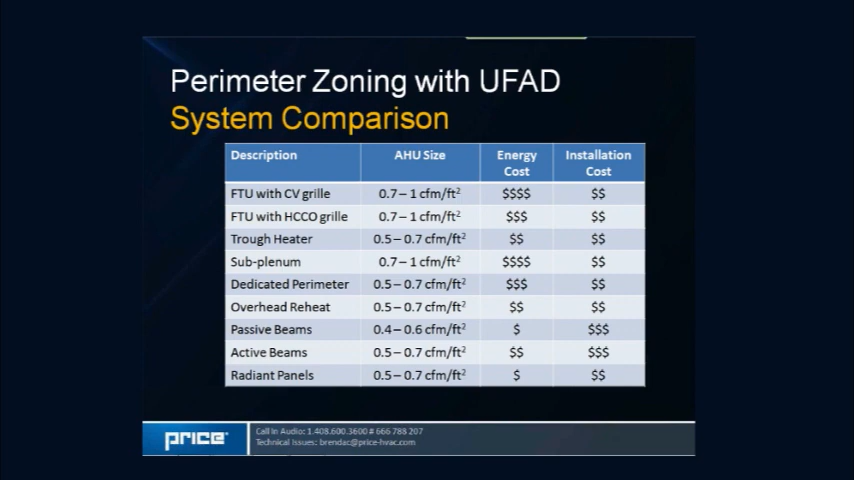 Perimeter Zoning with UFAD
System Comparison
Description AHU Size Energy Cost Installation Cost
FTU with CV grille 0.7 – 1 cfm/ft² $$$$ $$
FTU with HCCO grille 0.7 – 1 cfm/ft² $$$ $$
Trough Heater 0.5 – 0.7 cfm/ft² $$ $$
Sub-plenum 0.7 – 1 cfm/ft² $$$$ $$
Dedicated Perimeter 0.5 – 0.7 cfm/ft² $$$ $$
Overhead Reheat 0.5 – 0.7 cfm/ft² $$ $$
Passive Beams 0.4 – 0.6 cfm/ft² $ $$$
Active Beams 0.5 – 0.7 cfm/ft² $$ $$$
Radiant Panels 0.5 – 0.7 cfm/ft² $ $$
price
Call In Audio: 1.408.600.3600 # 666 788 207
Technical Issues: brendac@price-hvac.com